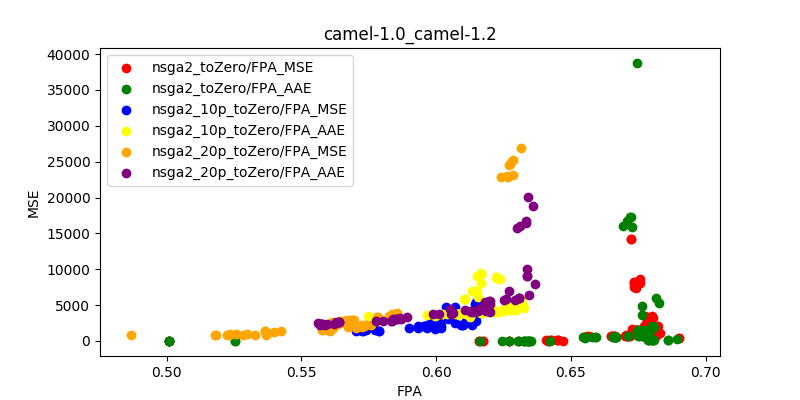 camel-1.0_camel-1.2
MSE
40000
35000
30000
25000
20000
15000
10000
5000
0
nsga2_toZero/FPA_MSE
nsga2_toZero/FPA_AAE
nsga2_10p_toZero/FPA_MSE
nsga2_10p_toZero/FPA_AAE
nsga2_20p_toZero/FPA_MSE
nsga2_20p_toZero/FPA_AAE
0.50 0.55 0.60 0.65 0.70
FPA